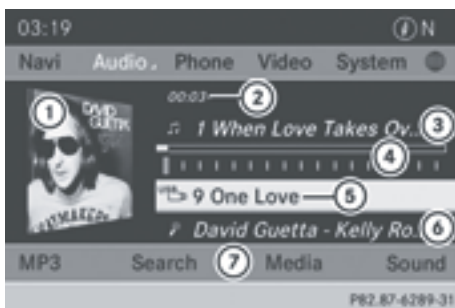 03:19 N
Navi Audio Phone Video System
00:03 2
1 DAVID GUETTA
1 When Love Takes Ov.. 3
4
USB 9 One Love 5
David Guetta - Kelly Ro.. 6
MP3 Search 7 Media Sound
P82.87-6289-31